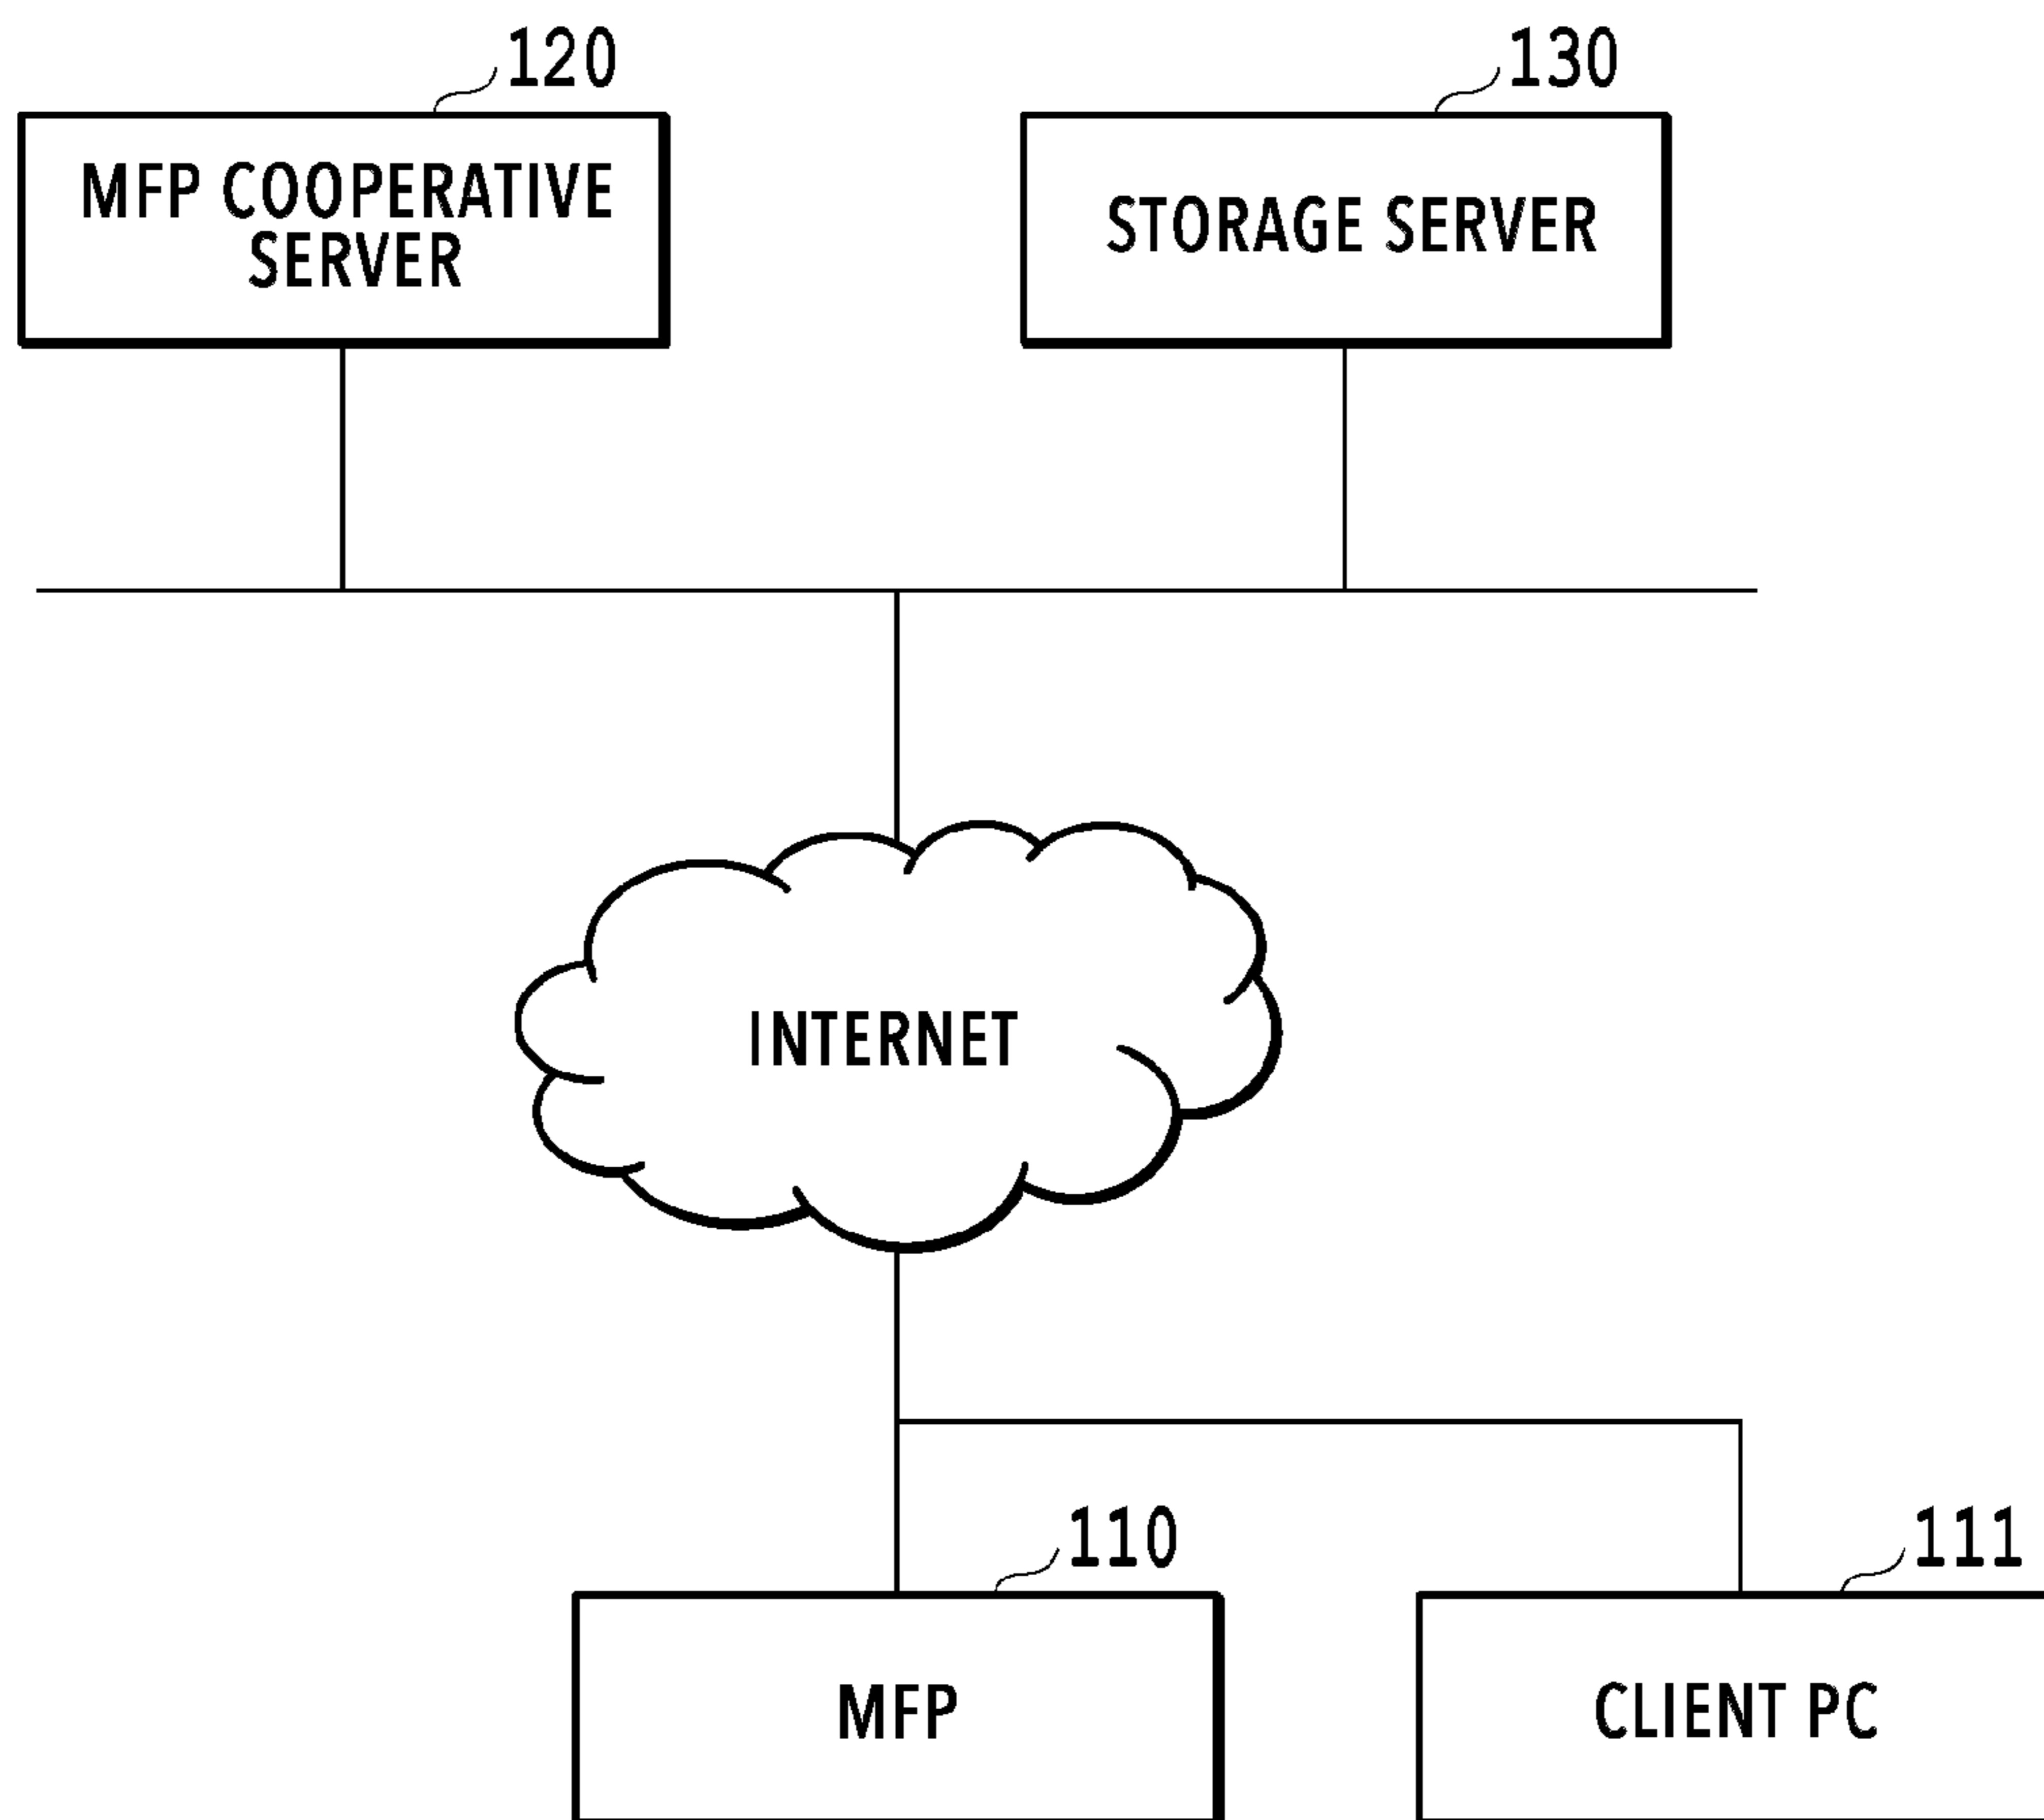 120
130
MFP COOPERATIVE
SERVER
STORAGE SERVER
INTERNET
110
111
MFP
CLIENT PC